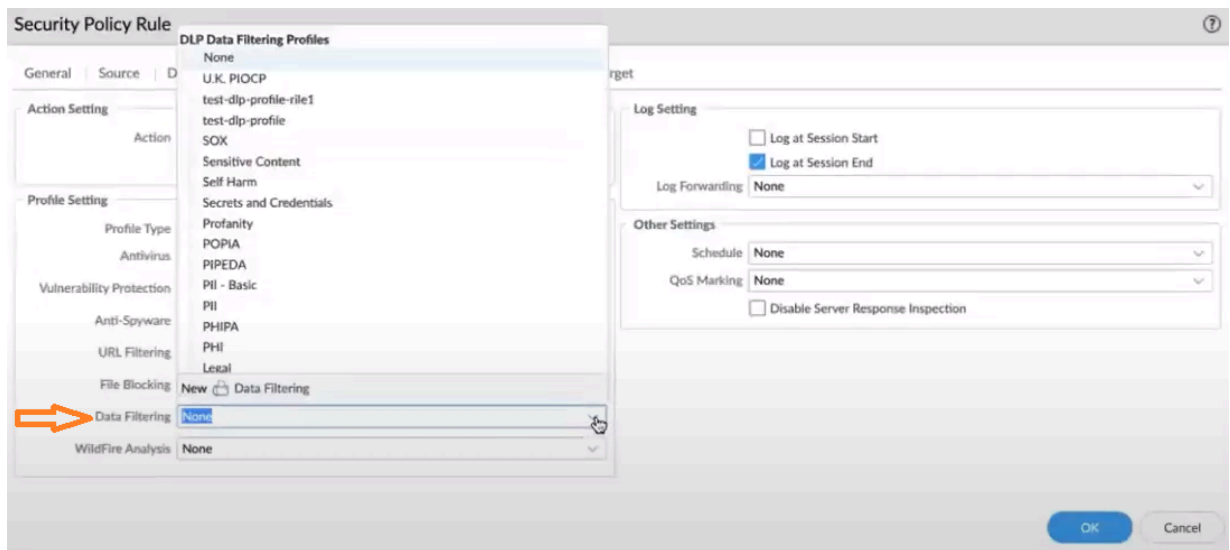 Security Policy Rule
General
Source
D
rget
Action Setting
Action
Profile Setting
Profile Type
Antivirus
Vulnerability Protection
Anti-Spyware
URL Filtering
File Blocking
Data Filtering
None
WildFire Analysis
None
DLP Data Filtering Profiles
None
U.K. PIOCP
test-dlp-profile-rile1
test-dlp-profile
SOX
Sensitive Content
Self Harm
Secrets and Credentials
Profanity
POPIA
PIPEDA
PII - Basic
PII
PHIPA
PHI
Legal
New Data Filtering
Log Setting
Log at Session Start
Log at Session End
Log Forwarding None
Other Settings
Schedule None
QoS Marking None
Disable Server Response Inspection
OK
Cancel